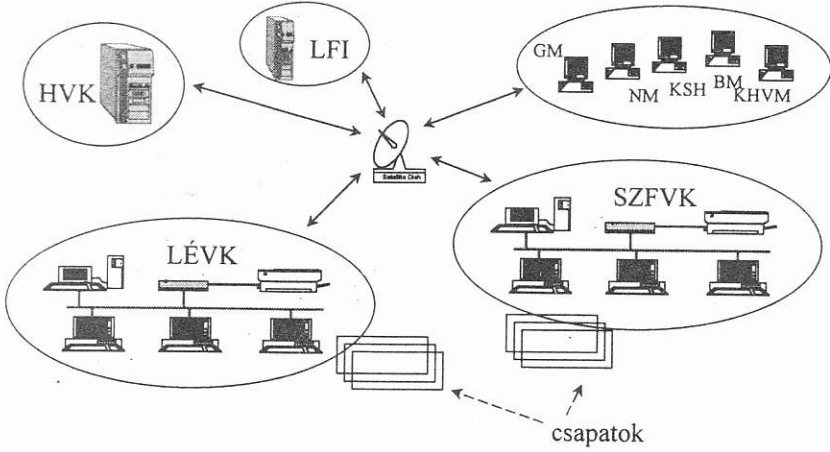 HVK
LFI
GM
NM
KSH
BM
KHVM
Satellite Dish
LÉVK
SZFVK
csapatok